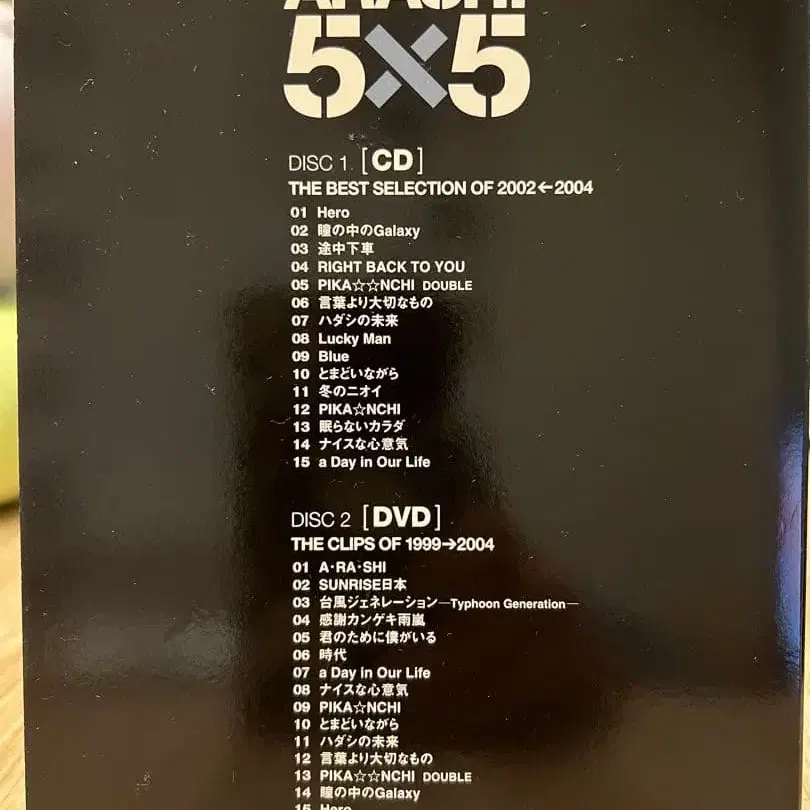 ARASHI
5×5
DISC 1 [CD]
THE BEST SELECTION OF 2002←2004
01 Hero
02 瞳の中のGalaxy
03 途中下車
04 RIGHT BACK TO YOU
05 PIKA☆☆NCHI DOUBLE
06 言葉より大切なもの
07 ハダシの未来
08 Lucky Man
09 Blue
10 とまどいながら
11 冬のニオイ
12 PIKA☆NCHI
13 眠らないカラダ
14 ナイスな心意気
15 a Day in Our Life
DISC 2 [DVD]
THE CLIPS OF 1999→2004
01 A・RA・SHI
02 SUNRISE日本
03 台風ジェネレーション—Typhoon Generation—
04 感謝カンゲキ雨嵐
05 君のために僕がいる
06 時代
07 a Day in Our Life
08 ナイスな心意気
09 PIKA☆NCHI
10 とまどいながら
11 ハダシの未来
12 言葉より大切なもの
13 PIKA☆☆NCHI DOUBLE
14 瞳の中のGalaxy
15 Hero